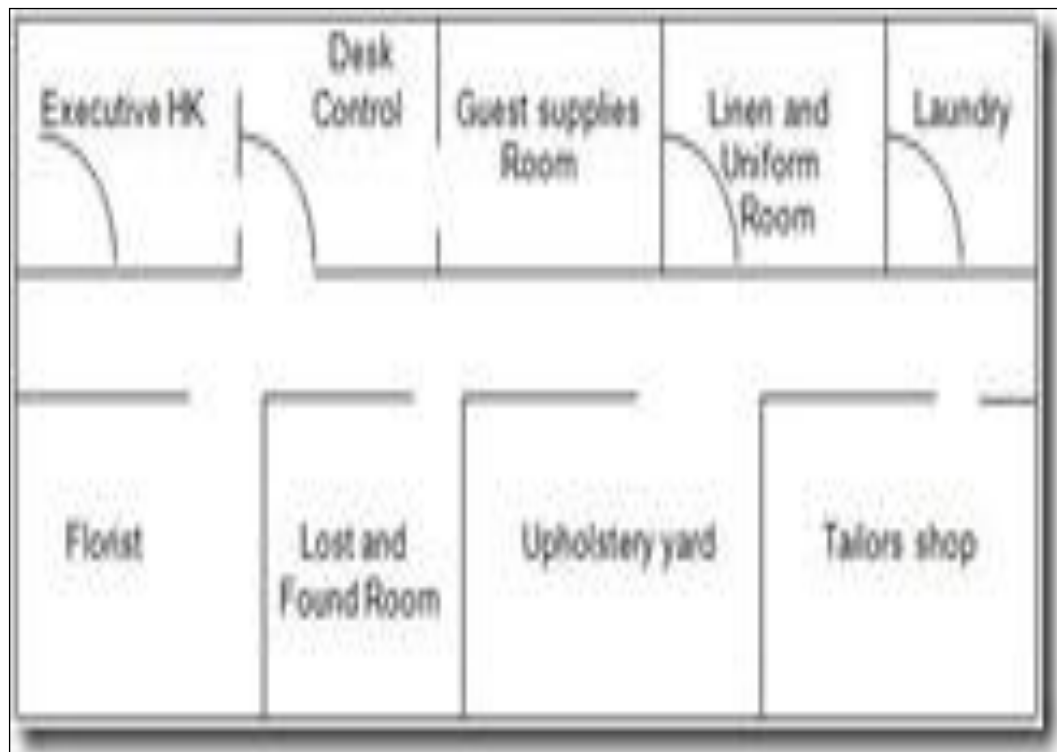 Executive HK
Desk
Control
Guest supplies
Room
Linen and
Uniform
Room
Laundry
Florist
Lost and
Found Room
Upholstery yard
Tailors shop